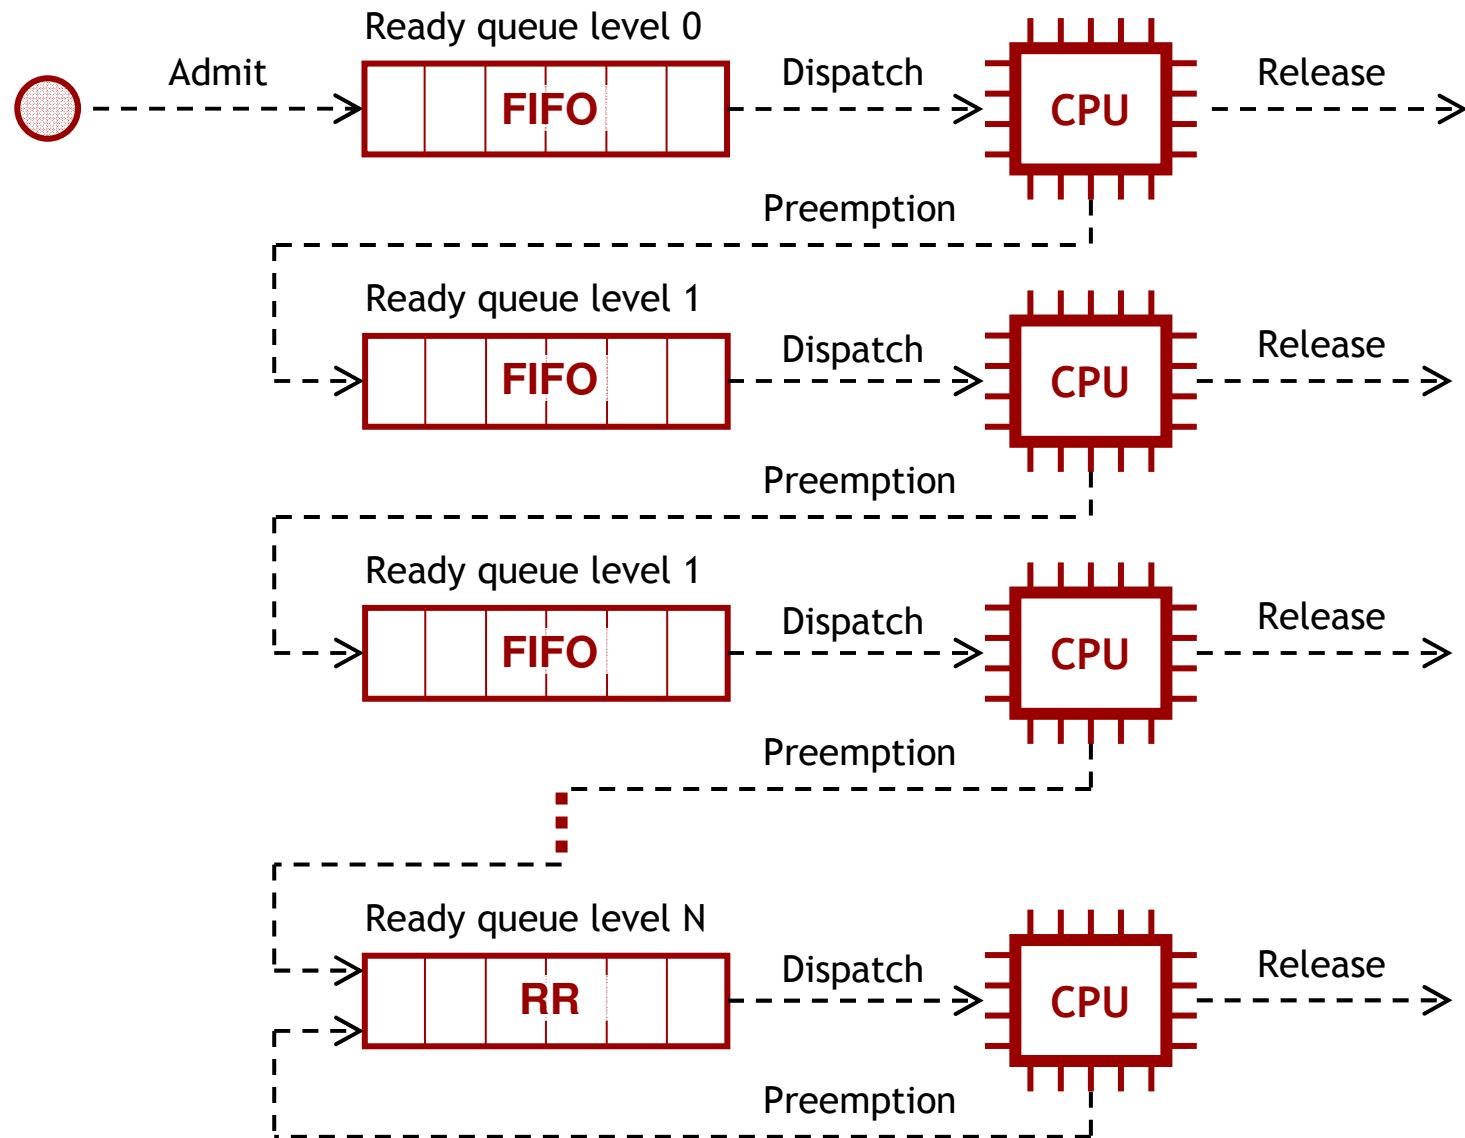 Ready queue level 0
Admit
FIFO
Dispatch
CPU
Release
Preemption
Ready queue level 1
FIFO
Dispatch
CPU
Release
Preemption
Ready queue level 1
FIFO
Dispatch
CPU
Release
Preemption
Ready queue level N
RR
Dispatch
CPU
Release
Preemption